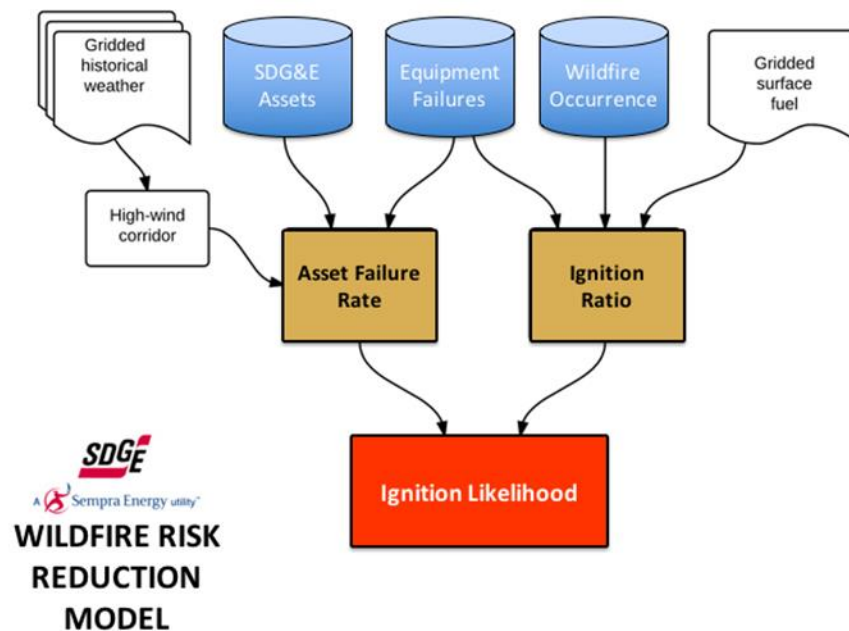 Gridded
historical
weather
SDG&E
Assets
Equipment
Failures
Wildfire
Occurrence
Gridded
surface
fuel
High-wind
corridor
Asset Failure
Rate
Ignition
Ratio
Ignition Likelihood
SDGE
A Sempra Energy utility™
WILDFIRE RISK
REDUCTION
MODEL